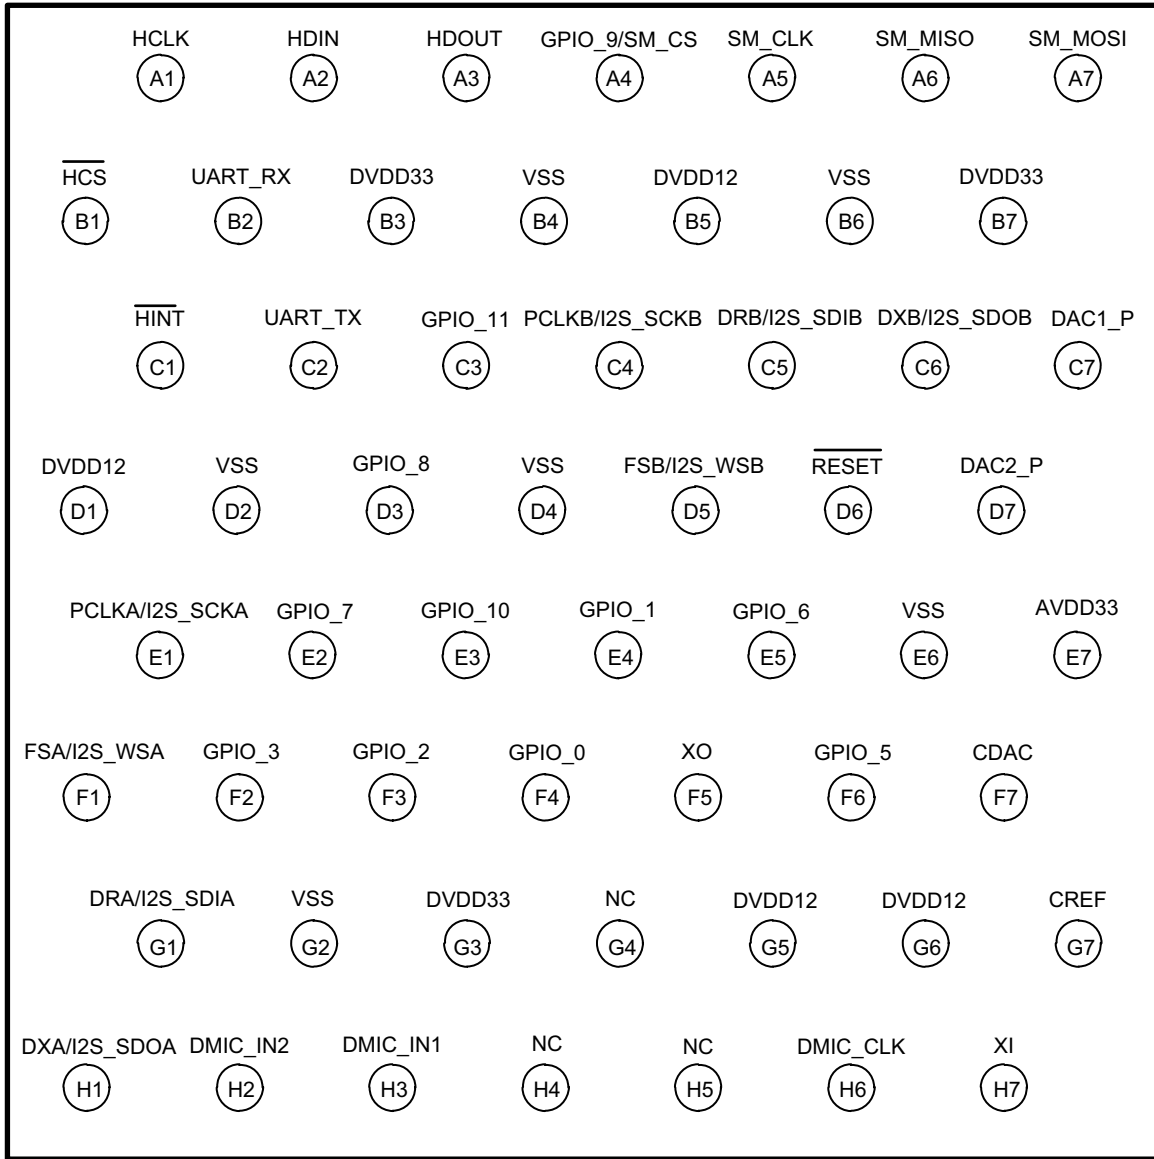 HCLK HDIN HDOUT GPIO_9/SM_CS SM_CLK SM_MISO SM_MOSI
A1 A2 A3 A4 A5 A6 A7
HCS UART_RX DVDD33 VSS DVDD12 VSS DVDD33
B1 B2 B3 B4 B5 B6 B7
HINT UART_TX GPIO_11 PCLKB/I2S_SCKB DRB/I2S_SDIB DXB/I2S_SDOB DAC1_P
C1 C2 C3 C4 C5 C6 C7
DVDD12 VSS GPIO_8 VSS FSB/I2S_WSB RESET DAC2_P
D1 D2 D3 D4 D5 D6 D7
PCLKA/I2S_SCKA GPIO_7 GPIO_10 GPIO_1 GPIO_6 VSS AVDD33
E1 E2 E3 E4 E5 E6 E7
FSA/I2S_WSA GPIO_3 GPIO_2 GPIO_0 XO GPIO_5 CDAC
F1 F2 F3 F4 F5 F6 F7
DRA/I2S_SDIA VSS DVDD33 NC DVDD12 DVDD12 CREF
G1 G2 G3 G4 G5 G6 G7
DXA/I2S_SDOA DMIC_IN2 DMIC_IN1 NC NC DMIC_CLK XI
H1 H2 H3 H4 H5 H6 H7